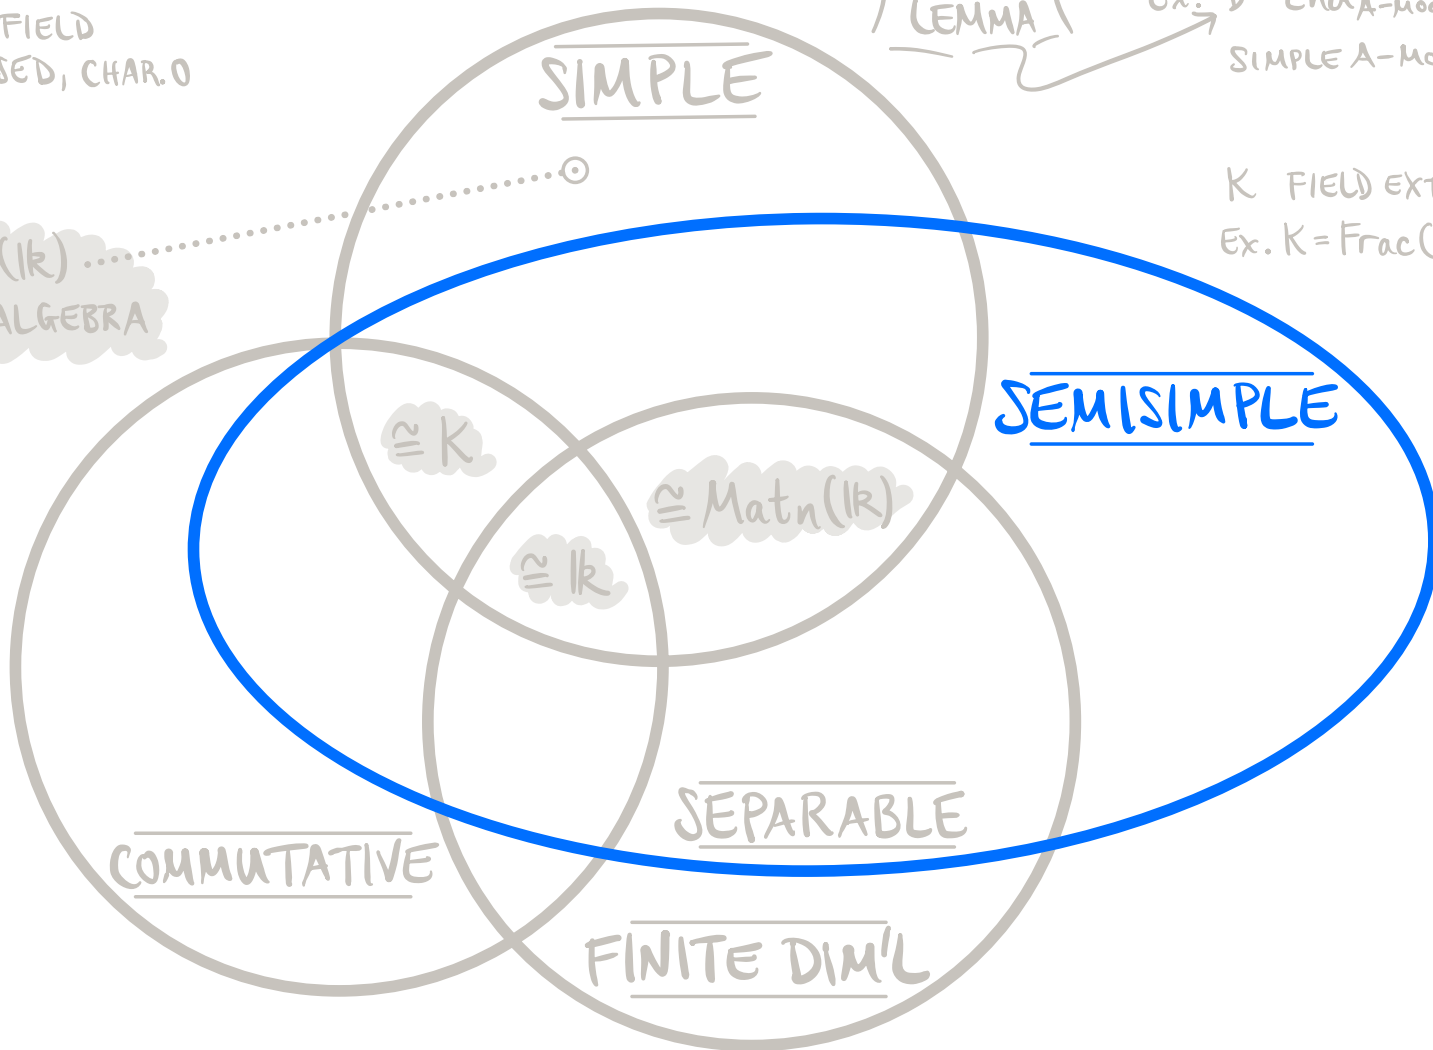 FIELD
SED, CHAR. 0
LEMMA
Ex.
SIMPLE A-MO
SIMPLE
K FIELD EXT
Ex. K = Frac(
(𝕜)
ALGEBRA
SEMISIMPLE
≅ K
≅ Matₙ(𝕜)
≅ 𝕜
SEPARABLE
COMMUTATIVE
FINITE DIM'L